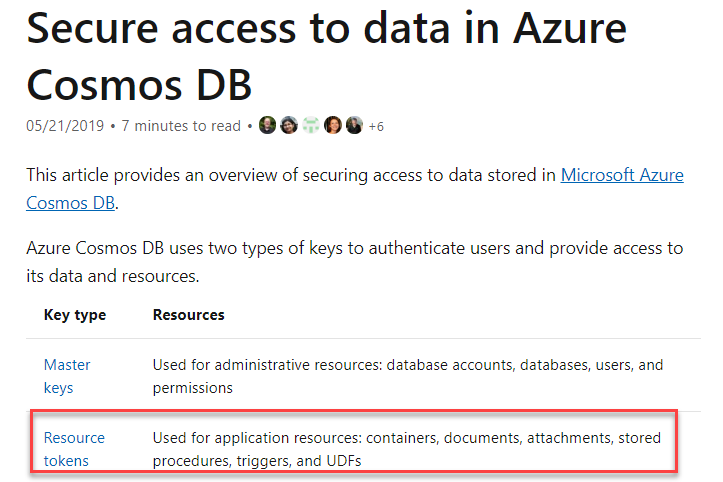 Secure access to data in Azure
Cosmos DB
05/21/2019 • 7 minutes to read • +6
This article provides an overview of securing access to data stored in Microsoft Azure
Cosmos DB.
Azure Cosmos DB uses two types of keys to authenticate users and provide access to
its data and resources.
Key type Resources
Master Used for administrative resources: database accounts, databases, users, and
keys permissions
Resource Used for application resources: containers, documents, attachments, stored
tokens procedures, triggers, and UDFs